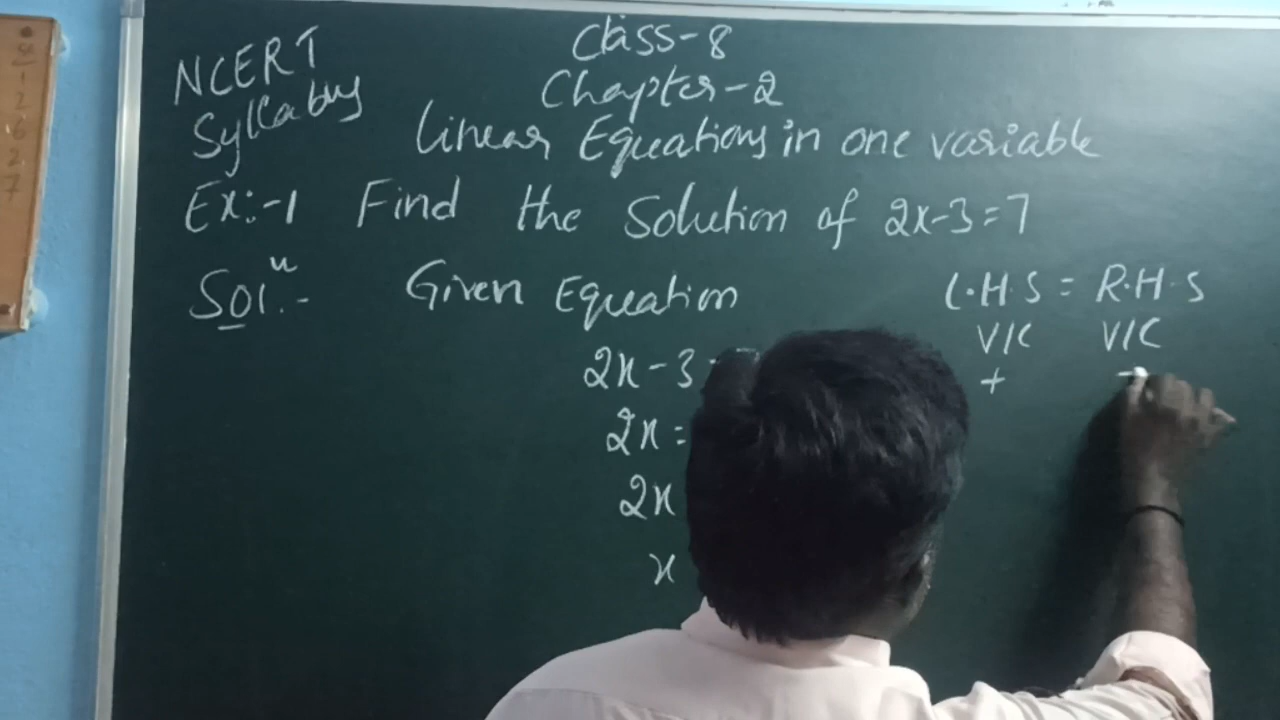 NCERT
Syllabus
Class-8
Chapter-2
Linear Equations in one variable
Ex:-1 Find the Solution of 2x-3=7
Solⁿ:- Given Equation
2x-3
2x=
2x
x
L.H.S = R.H.S
V/C V/C
+ -